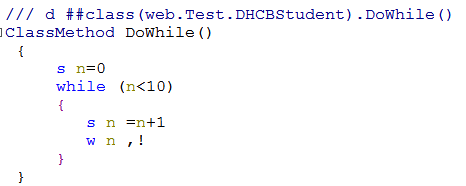 /// d ##class(web.Test.DHCBStudent).DoWhile()
ClassMethod DoWhile()
{
s n=0
while (n<10)
{
s n =n+1
w n ,!
}
}